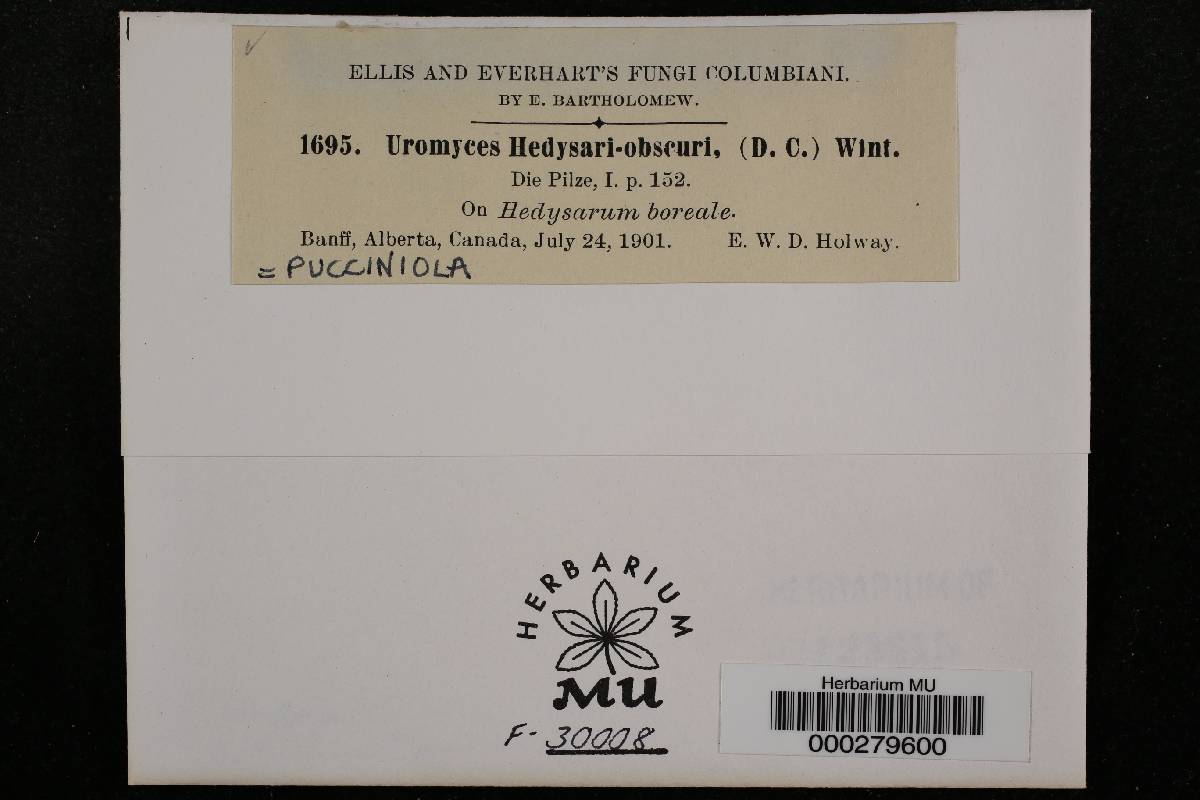 ELLIS AND EVERHART'S FUNGI COLUMBIANI.
BY E. BARTHOLOMEW.
1695. Uromyces Hedysari-obscuri, (D. C.) Wint.
Die Pilze, I. p. 152.
On Hedysarum boreale.
Banff, Alberta, Canada, July 24, 1901. E. W. D. Holway.
= PUCCINIOLA
HERBARIUM
MU
F- 30008
Herbarium MU
000279600